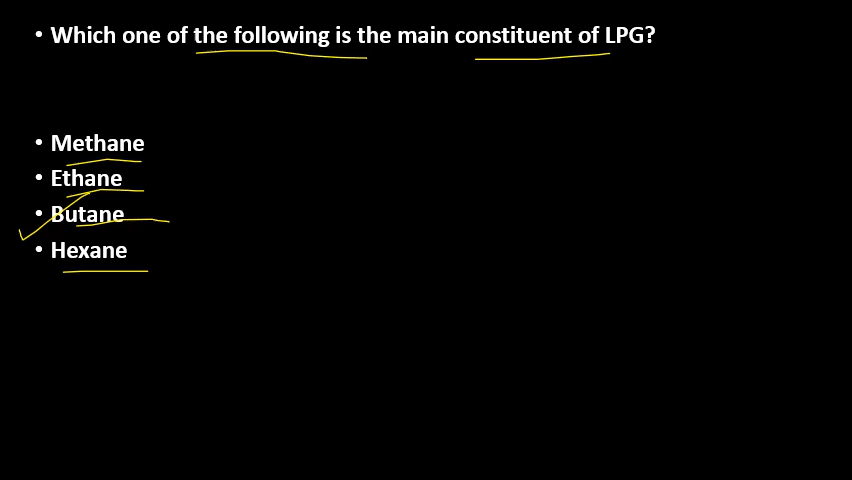 • Which one of the following is the main constituent of LPG?
• Methane
• Ethane
• Butane
• Hexane